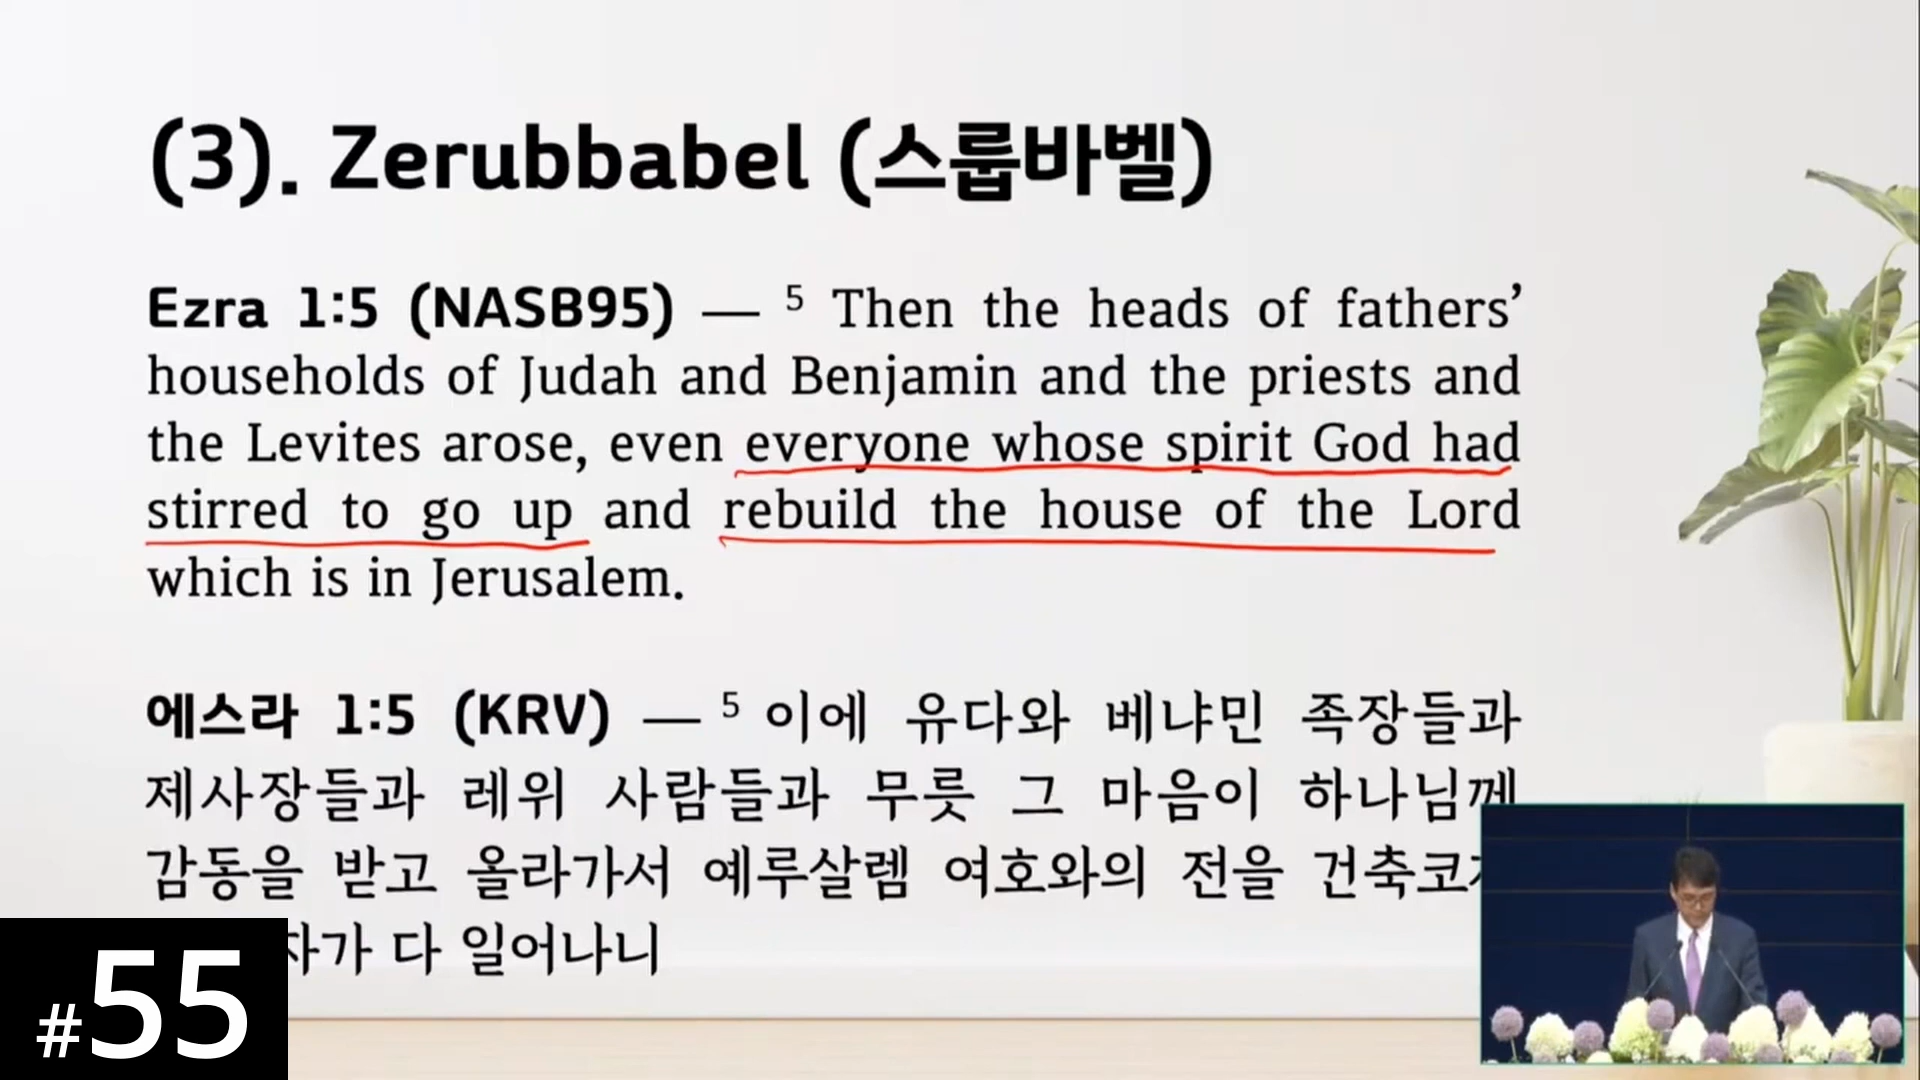 (3). Zerubbabel (스룹바벨)
Ezra 1:5 (NASB95) — ⁵ Then the heads of fathers’
households of Judah and Benjamin and the priests and
the Levites arose, even everyone whose spirit God had
stirred to go up and rebuild the house of the Lord
which is in Jerusalem.
에스라 1:5 (KRV) — ⁵ 이에 유다와 베냐민 족장들과
제사장들과 레위 사람들과 무릇 그 마음이 하나님께
감동을 받고 올라가서 예루살렘 여호와의 전을
다 일어나니
#55